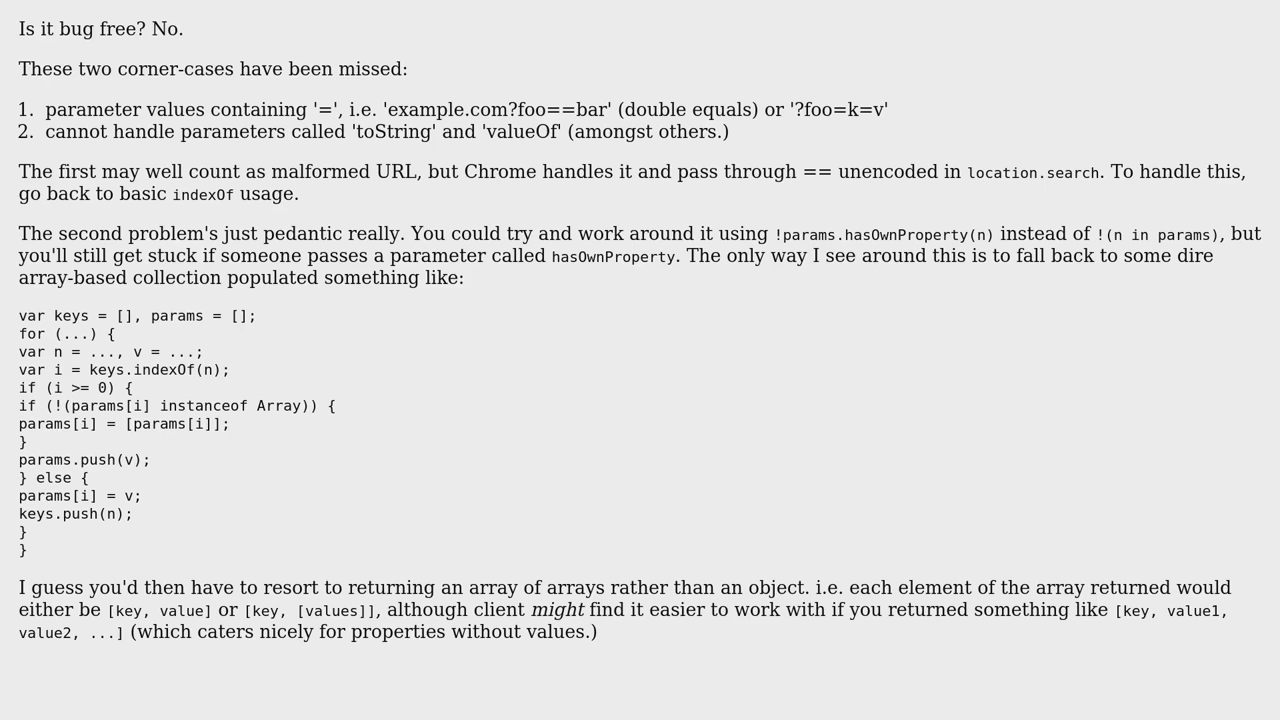 Is it bug free? No.
These two corner-cases have been missed:
1. parameter values containing '=', i.e. 'example.com?foo==bar' (double equals) or '?foo=k=v'
2. cannot handle parameters called 'toString' and 'valueOf' (amongst others.)
The first may well count as malformed URL, but Chrome handles it and pass through == unencoded in location.search. To handle this,
go back to basic indexOf usage.
The second problem's just pedantic really. You could try and work around it using !params.hasOwnProperty(n) instead of !(n in params), but
you'll still get stuck if someone passes a parameter called hasOwnProperty. The only way I see around this is to fall back to some dire
array-based collection populated something like:
var keys = [], params = [];
for (...) {
var n = ..., v = ...;
var i = keys.indexOf(n);
if (i >= 0) {
if (!(params[i] instanceof Array)) {
params[i] = [params[i]];
}
params.push(v);
} else {
params[i] = v;
keys.push(n);
}
}
I guess you'd then have to resort to returning an array of arrays rather than an object. i.e. each element of the array returned would
either be [key, value] or [key, [values]], although client might find it easier to work with if you returned something like [key, value1,
value2, ...] (which caters nicely for properties without values.)